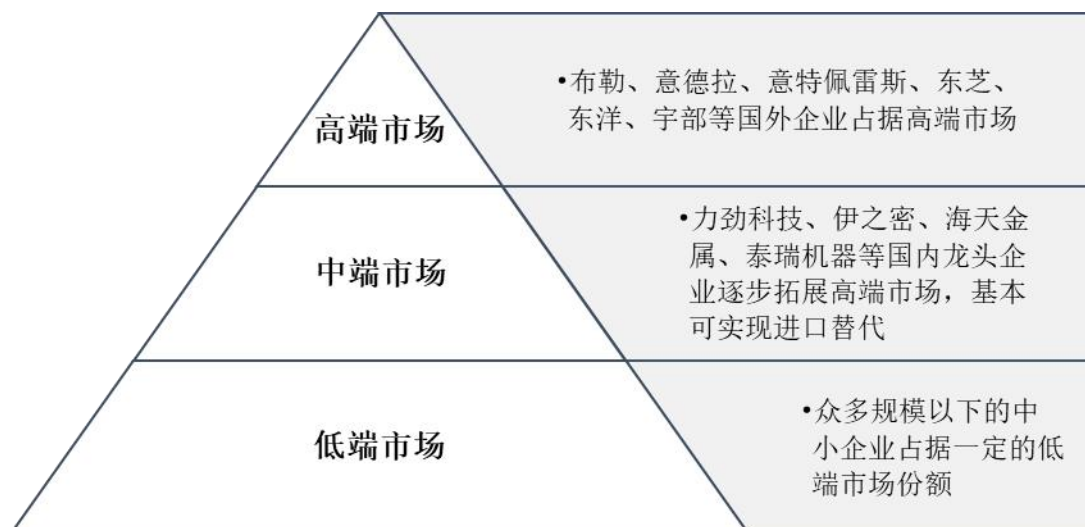 高端市场
•布勒、意德拉、意特佩雷斯、东芝、
东洋、宇部等国外企业占据高端市场
中端市场
•力劲科技、伊之密、海天金
属、泰瑞机器等国内龙头企
业逐步拓展高端市场，基本
可实现进口替代
低端市场
•众多规模以下的中
小企业占据一定的低
端市场份额